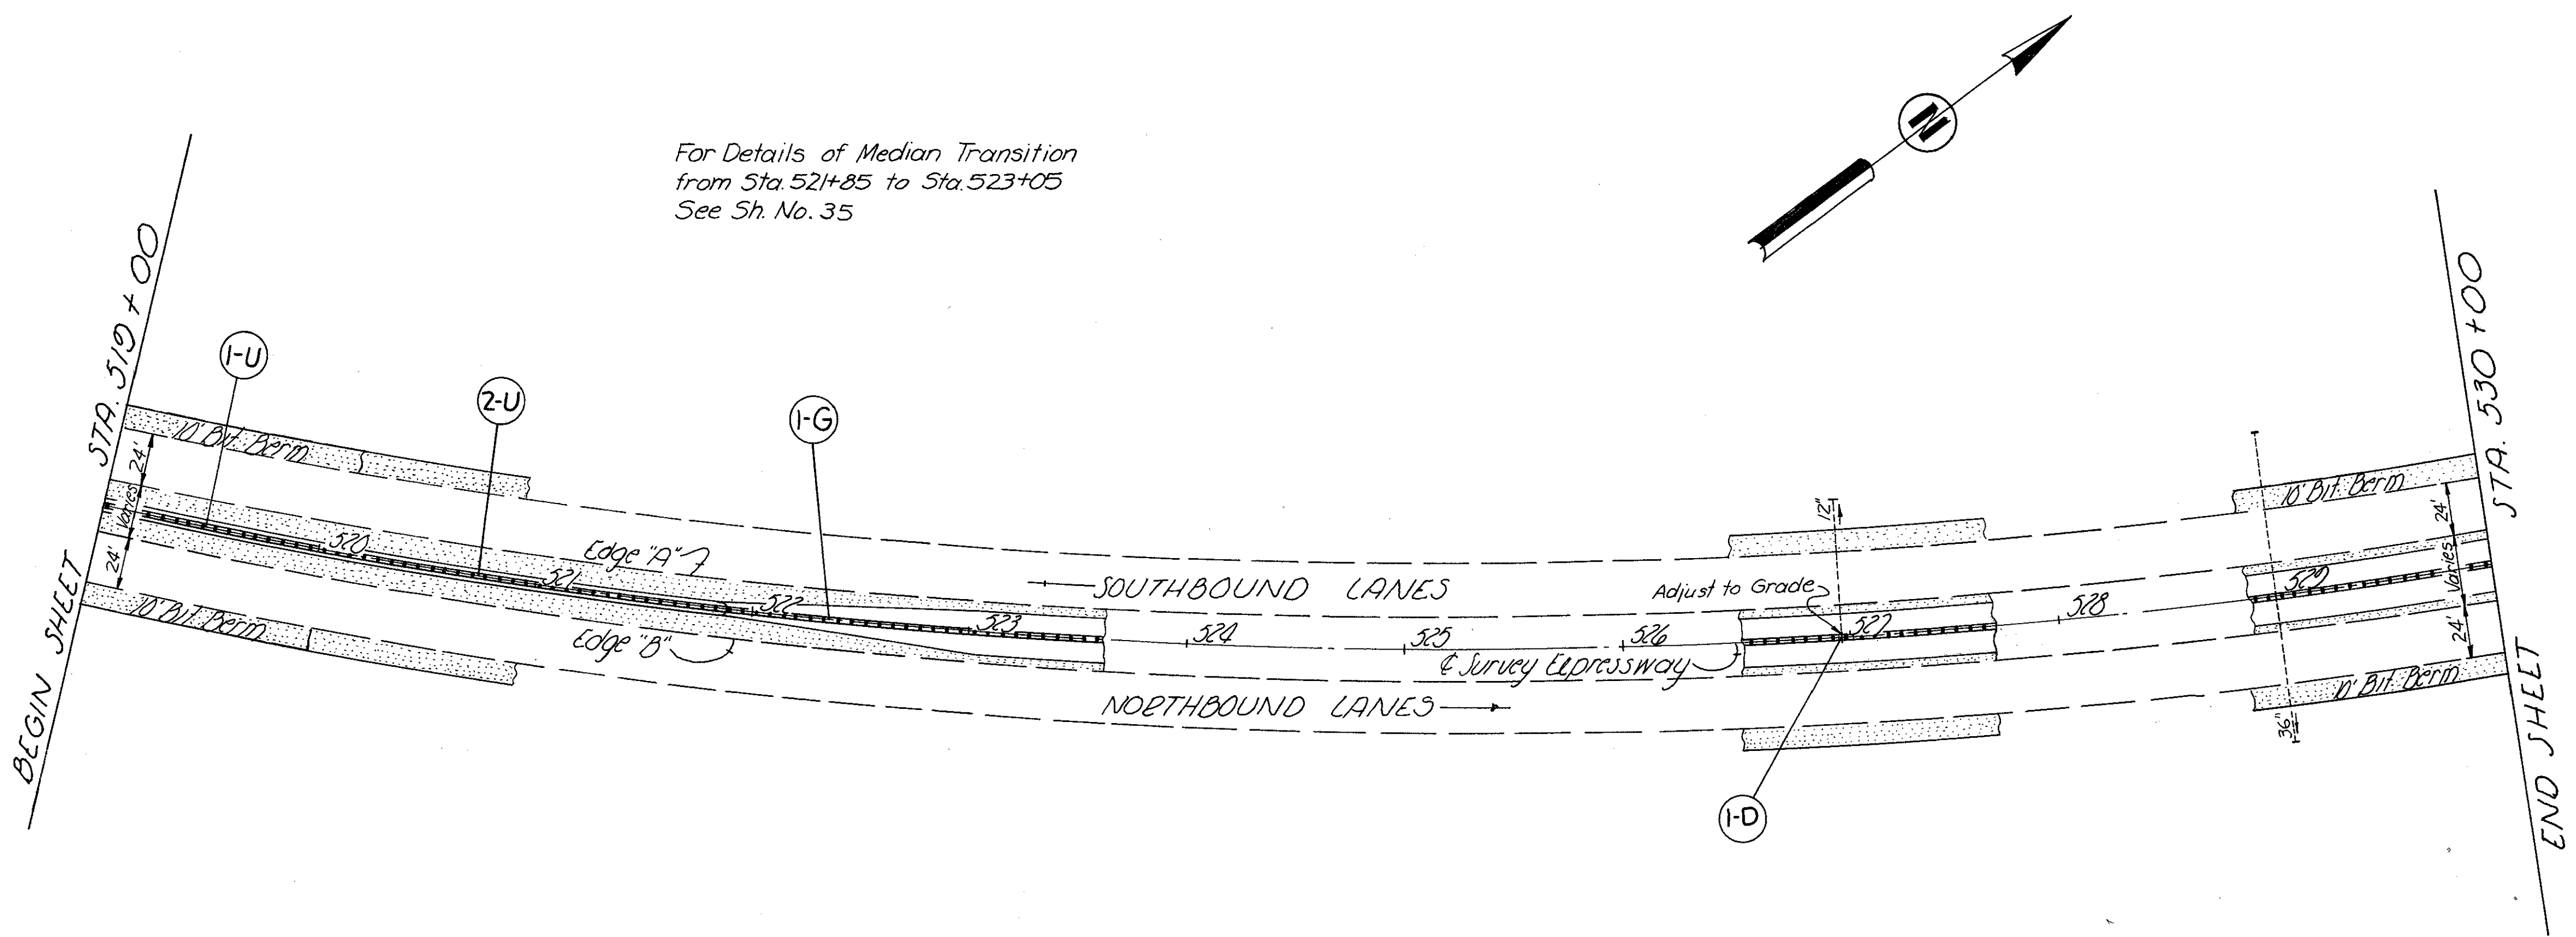 For Details of Median Transition
from Sta. 521+85 to Sta. 523+05
See Sh. No. 35
N
BEGIN SHEET STA. 519 + 00
1-U
2-U
1-G
10' Bit. Berm
24'
Varies
24'
10' Bit. Berm
520
521
522
523
524
525
526
527
528
529
Edge "A"
Edge "B"
SOUTHBOUND LANES
NORTHBOUND LANES
Adjust to Grade
℄ Survey Expressway
12"
1-D
36"
10' Bit. Berm
24'
Varies
24'
10' Bit. Berm
STA. 530 + 00
END SHEET